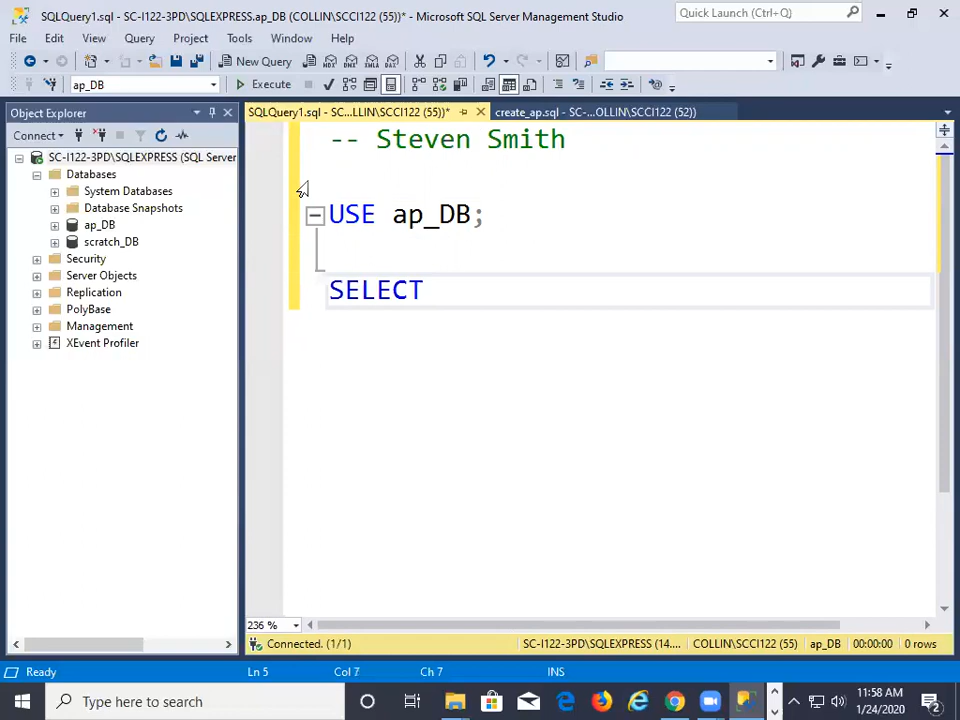 SQLQuery1.sql - SC-I122-3PD\SQLEXPRESS.ap_DB (COLLIN\SCCI122 (55))* - Microsoft SQL Server Management Studio
Quick Launch (Ctrl+Q)
File Edit View Query Project Tools Window Help
New Query
ap_DB
Execute
Object Explorer
SQLQuery1.sql - SC...LLIN\SCCI122 (55))*
create_ap.sql - SC-...OLLIN\SCCI122 (52))
Connect
SC-I122-3PD\SQLEXPRESS (SQL Server
Databases
System Databases
Database Snapshots
ap_DB
scratch_DB
Security
Server Objects
Replication
PolyBase
Management
XEvent Profiler
-- Steven Smith
USE ap_DB;
SELECT
236 %
Connected. (1/1)
SC-I122-3PD\SQLEXPRESS (14....
COLLIN\SCCI122 (55)
ap_DB
00:00:00
0 rows
Ready
Ln 5
Col 7
Ch 7
INS
Type here to search
11:58 AM
1/24/2020
2